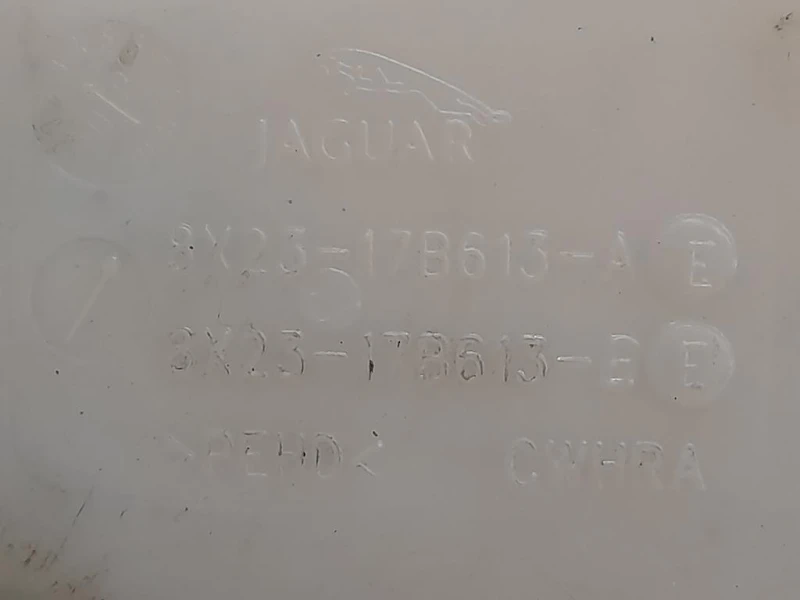 JAGUAR
8X23-17B613-A E
8X23-17B613-B E
>PEHD< CWHRA